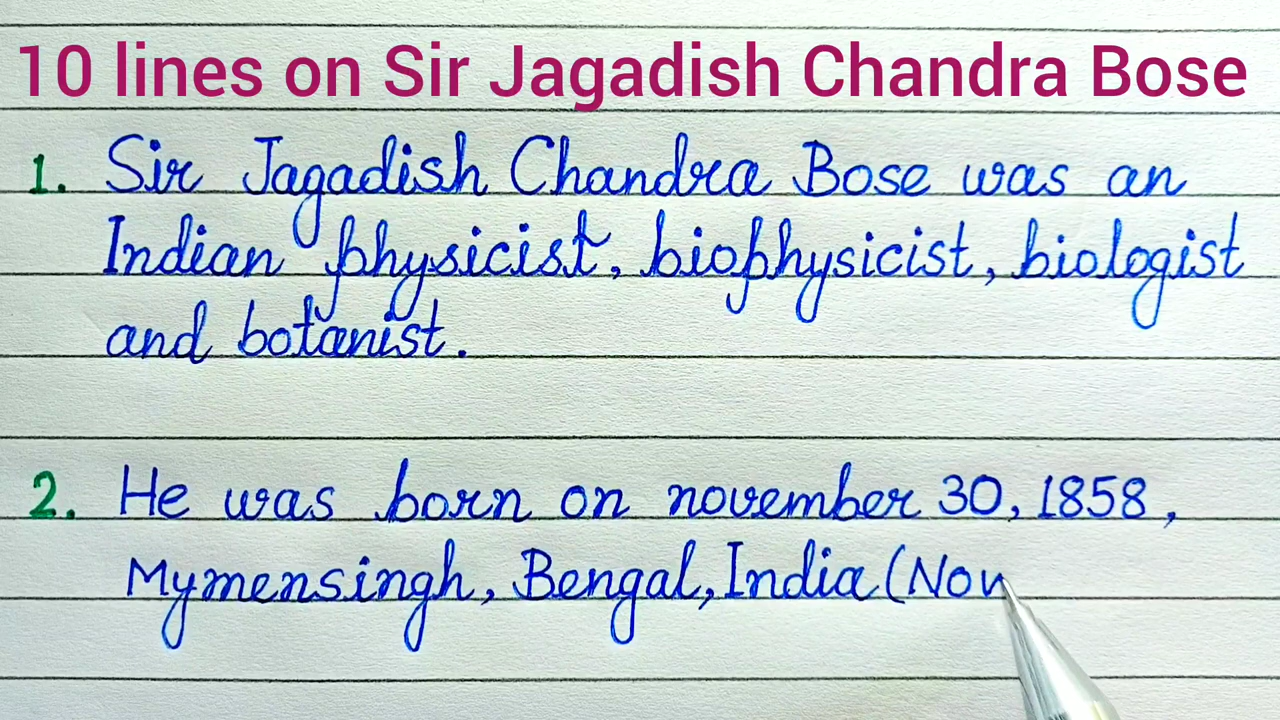 10 lines on Sir Jagadish Chandra Bose
1. Sir Jagadish Chandra Bose was an
Indian physicist, biophysicist, biologist
and botanist.
2. He was born on november 30, 1858,
Mymensingh, Bengal, India (Now